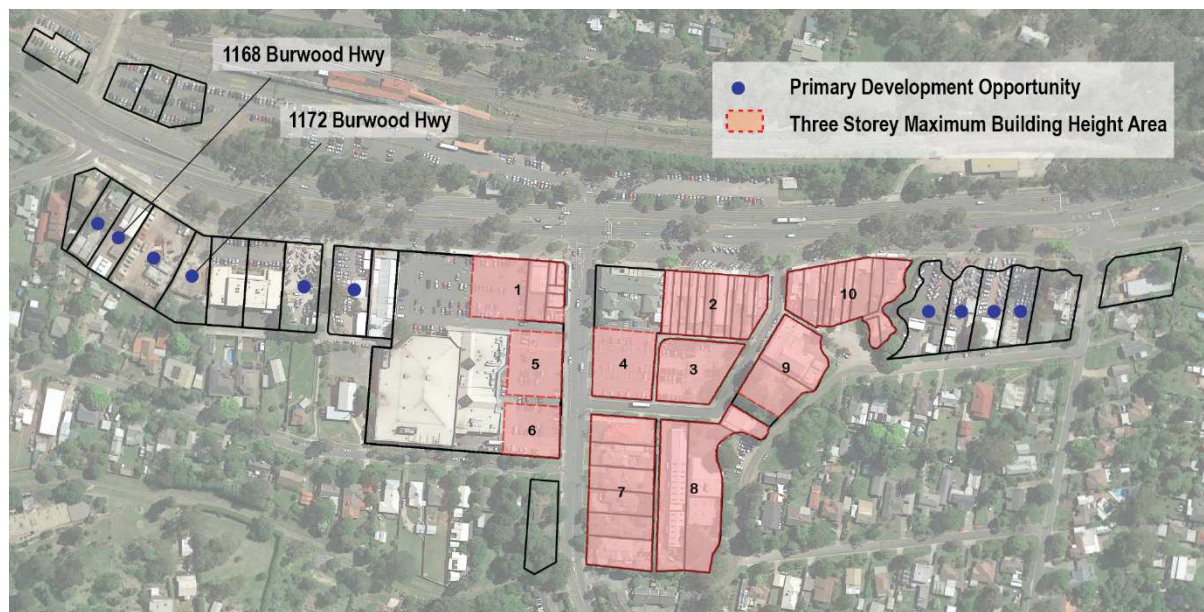 1168 Burwood Hwy
1172 Burwood Hwy
Primary Development Opportunity
Three Storey Maximum Building Height Area
1
2
10
5
4
3
9
6
7
8